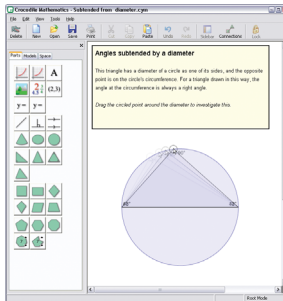 Crocodile Mathematics - Subtended from diameter.cym
File Edit View Tools Help
Delete New Open Save Print Cut Copy Paste Undo Redo Sidebar Connections Lock
Parts Models Space
A
(2,3)
y= y=
Angles subtended by a diameter
This triangle has a diameter of a circle as one of its sides, and the opposite
point is on the circle's circumference. For a triangle drawn in this way, the
angle at the circumference is always a right angle.
Drag the circled point around the diameter to investigate this.
Root Mode